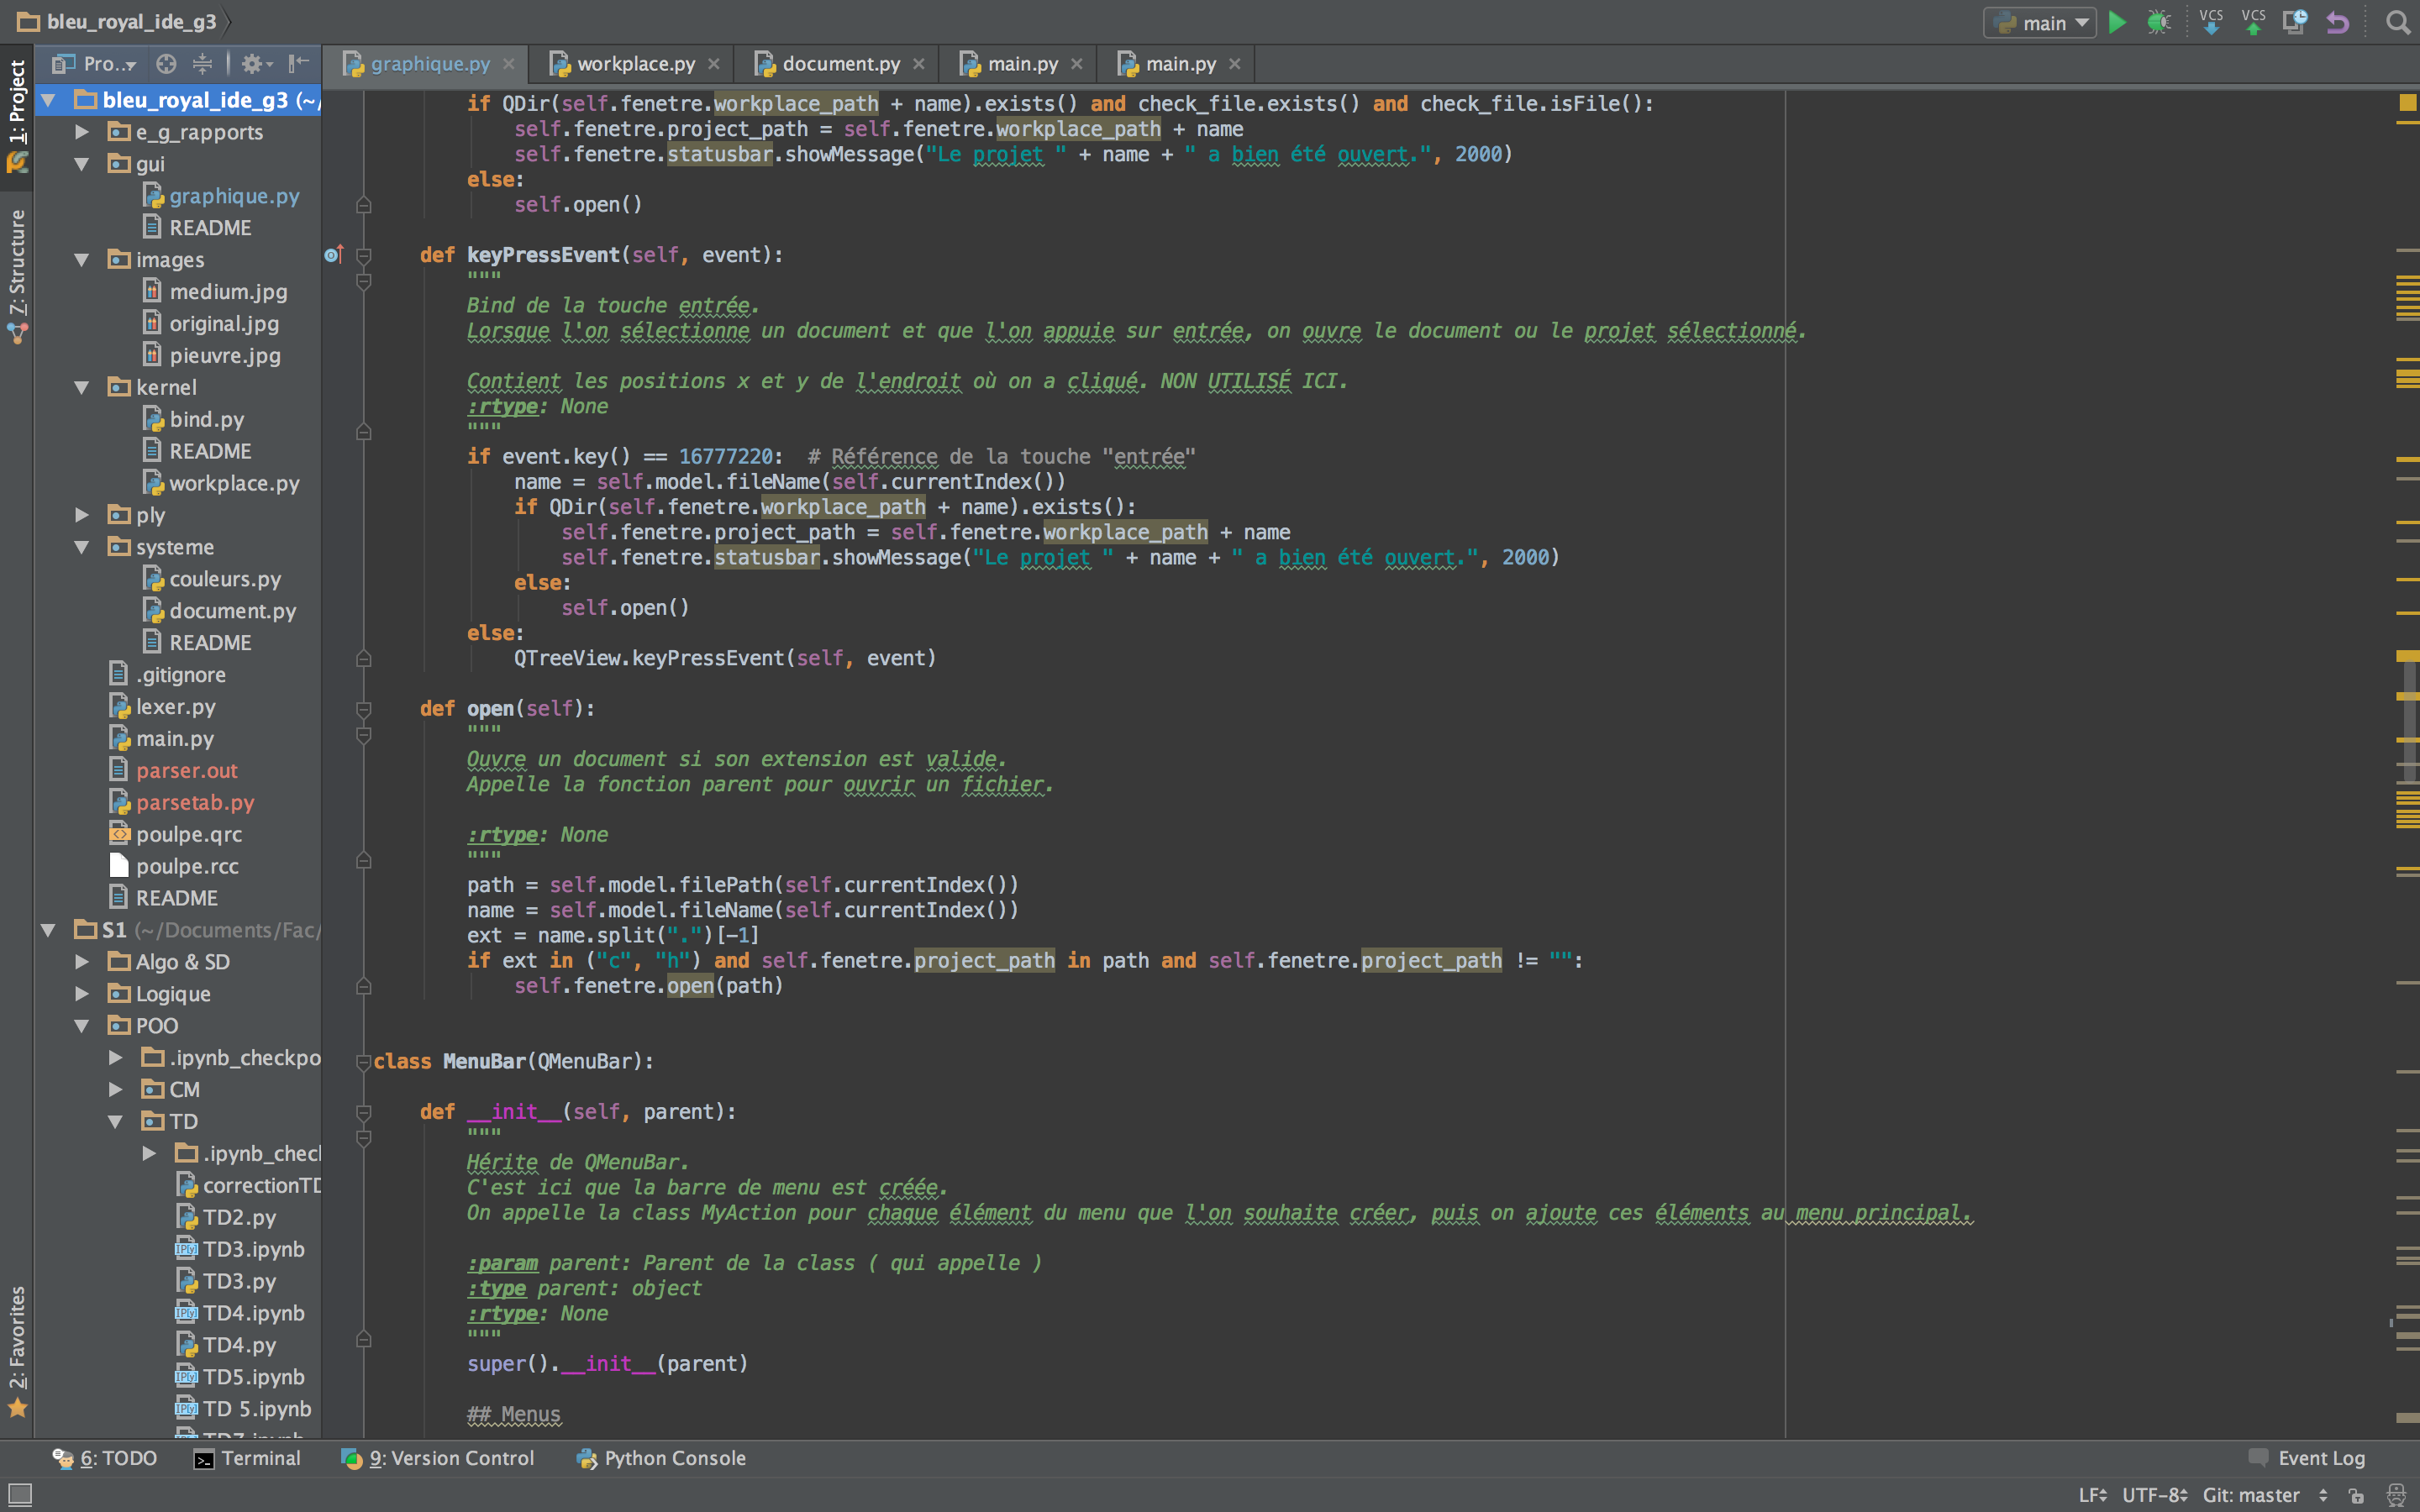 bleu_royal_ide_g3
main
VCS
VCS
1: Project
7: Structure
2: Favorites
Pro..
graphique.py
workplace.py
document.py
main.py
main.py
bleu_royal_ide_g3 (~/
e_g_rapports
gui
graphique.py
README
images
medium.jpg
original.jpg
pieuvre.jpg
kernel
bind.py
README
workplace.py
ply
systeme
couleurs.py
document.py
README
.gitignore
lexer.py
main.py
parser.out
parsetab.py
poulpe.qrc
poulpe.rcc
README
S1 (~/Documents/Fac/
Algo & SD
Logique
POO
.ipynb_checkpo
CM
TD
.ipynb_checl
correctionTD
TD2.py
TD3.ipynb
TD3.py
TD4.ipynb
TD4.py
TD5.ipynb
TD 5.ipynb
TD7.ipynb
if QDir(self.fenetre.workplace_path + name).exists() and check_file.exists() and check_file.isFile():
self.fenetre.project_path = self.fenetre.workplace_path + name
self.fenetre.statusbar.showMessage("Le projet " + name + " a bien été ouvert.", 2000)
else:
self.open()
def keyPressEvent(self, event):
"""
Bind de la touche entrée.
Lorsque l'on sélectionne un document et que l'on appuie sur entrée, on ouvre le document ou le projet sélectionné.
Contient les positions x et y de l'endroit où on a cliqué. NON UTILISÉ ICI.
:rtype: None
"""
if event.key() == 16777220:  # Référence de la touche "entrée"
name = self.model.fileName(self.currentIndex())
if QDir(self.fenetre.workplace_path + name).exists():
self.fenetre.project_path = self.fenetre.workplace_path + name
self.fenetre.statusbar.showMessage("Le projet " + name + " a bien été ouvert.", 2000)
else:
self.open()
else:
QTreeView.keyPressEvent(self, event)
def open(self):
"""
Ouvre un document si son extension est valide.
Appelle la fonction parent pour ouvrir un fichier.
:rtype: None
"""
path = self.model.filePath(self.currentIndex())
name = self.model.fileName(self.currentIndex())
ext = name.split(".")[-1]
if ext in ("c", "h") and self.fenetre.project_path in path and self.fenetre.project_path != "":
self.fenetre.open(path)
class MenuBar(QMenuBar):
def __init__(self, parent):
"""
Hérite de QMenuBar.
C'est ici que la barre de menu est créée.
On appelle la class MyAction pour chaque élément du menu que l'on souhaite créer, puis on ajoute ces éléments au menu principal.
:param parent: Parent de la class ( qui appelle )
:type parent: object
:rtype: None
"""
super().__init__(parent)
## Menus
6: TODO
Terminal
9: Version Control
Python Console
Event Log
LF
UTF-8
Git: master